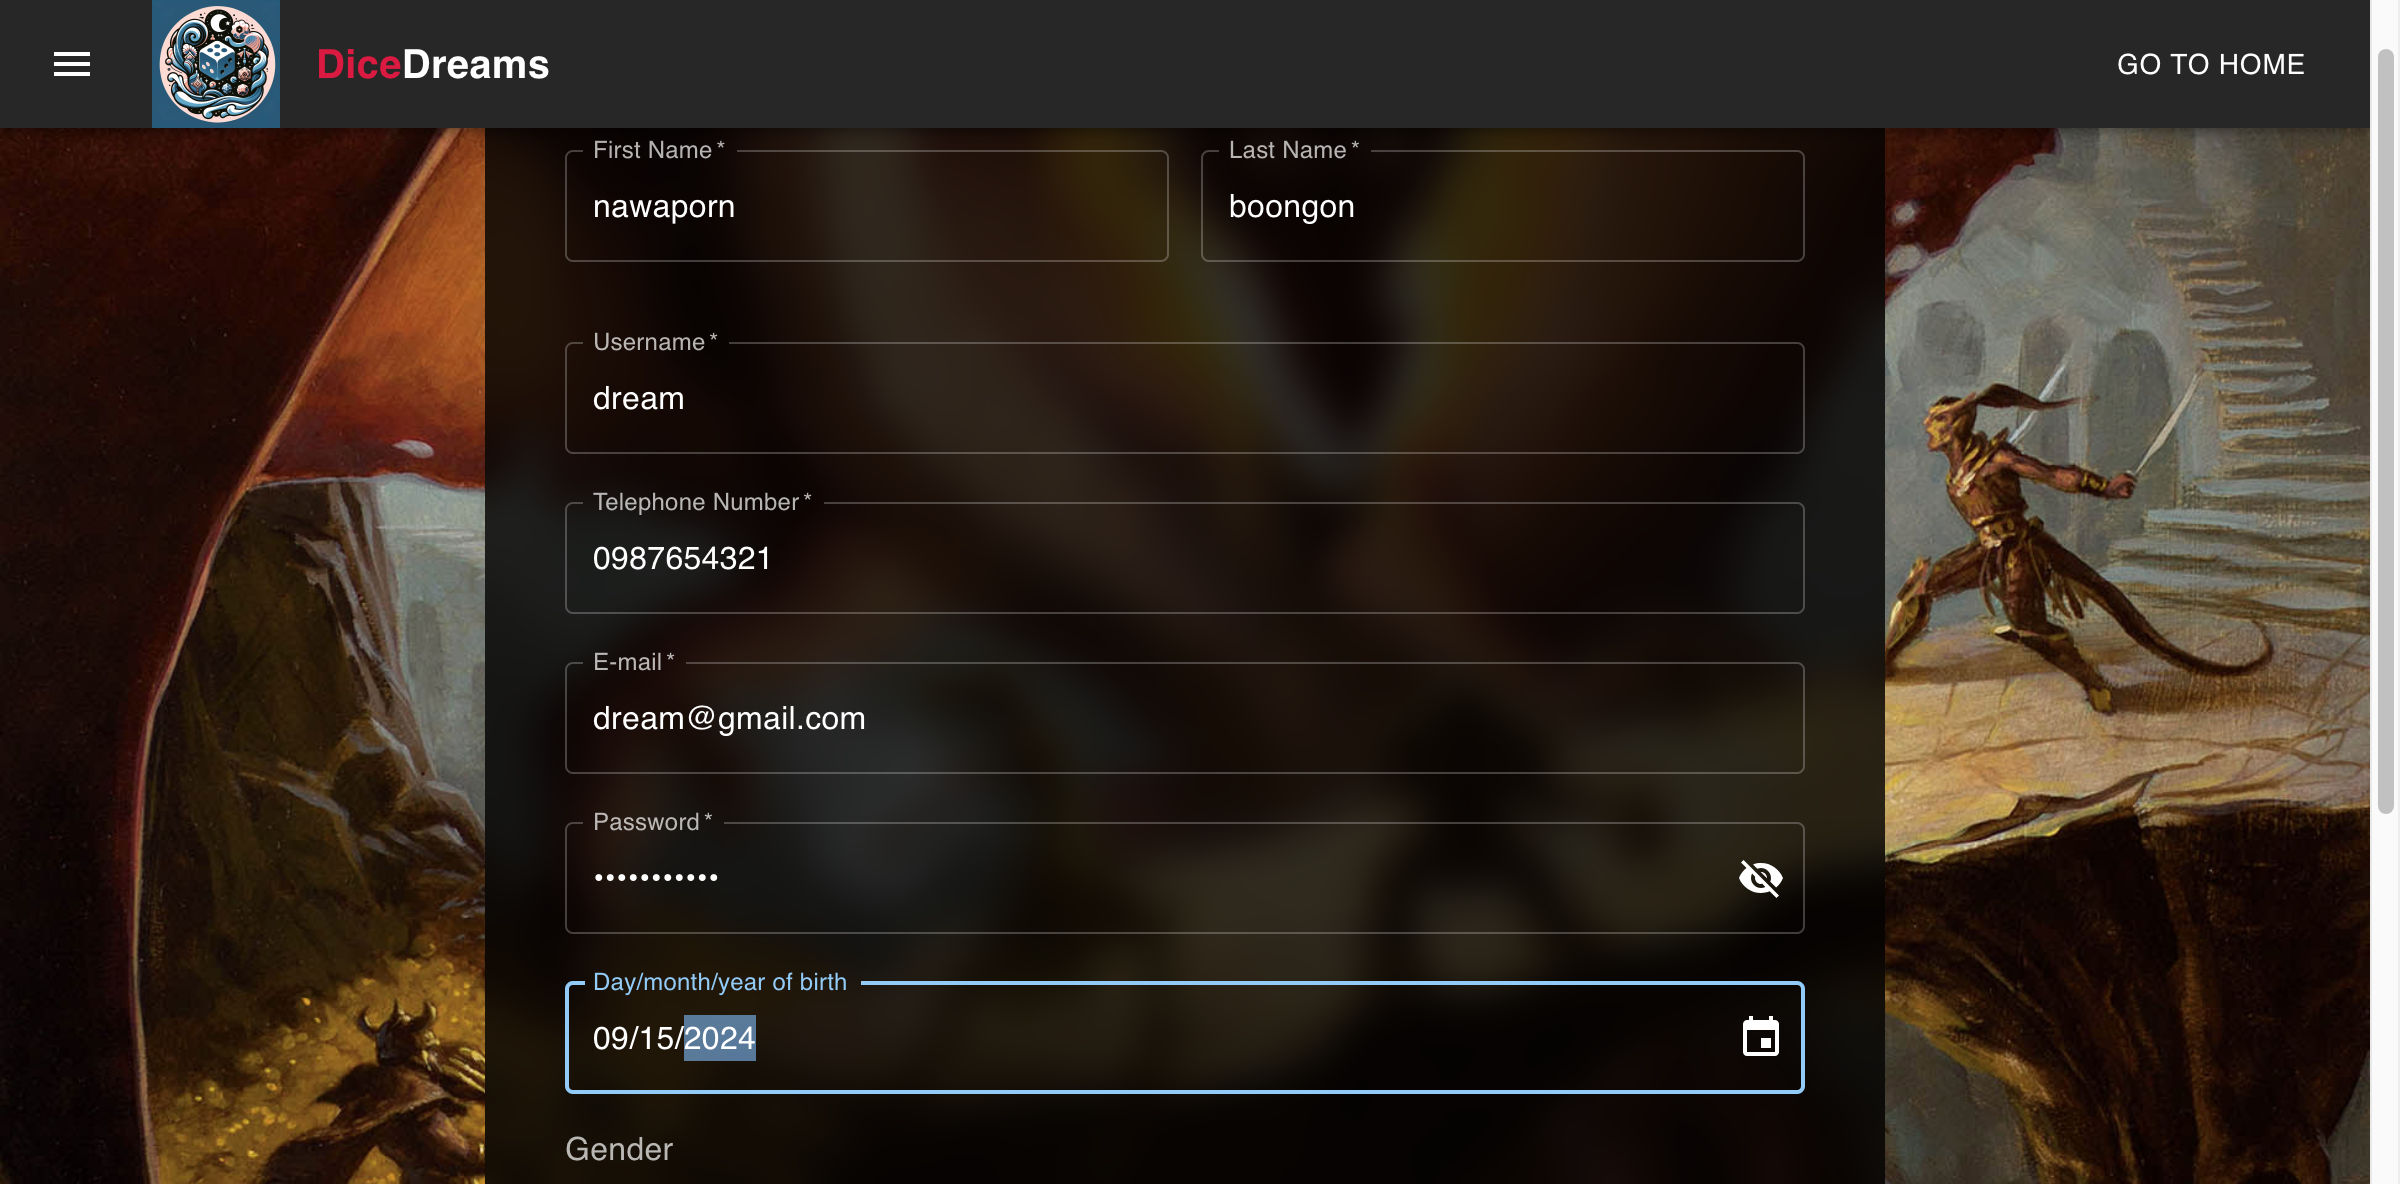 DiceDreams
GO TO HOME
First Name *
nawaporn
Last Name *
boongon
Username *
dream
Telephone Number *
0987654321
E-mail *
dream@gmail.com
Password *
•••••••••••
Day/month/year of birth
09/15/2024
Gender